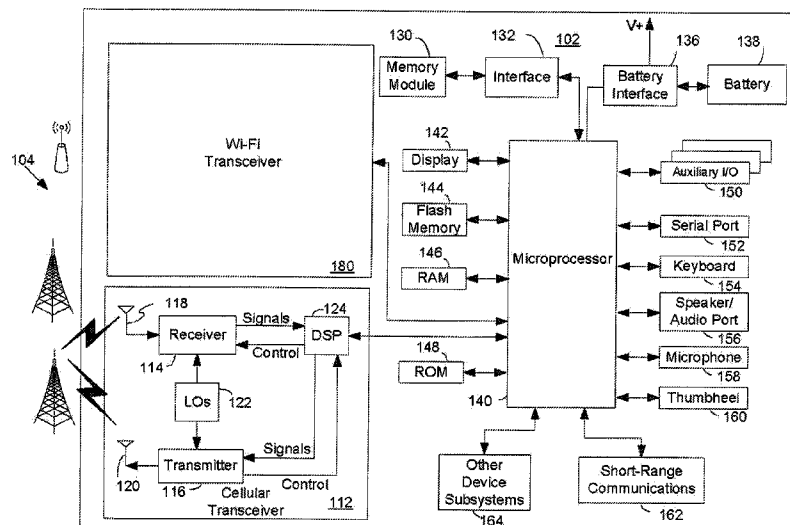 V+
130
132
102
136
138
Memory
Module
Interface
Battery
Interface
Battery
Wi-Fi
Transceiver
104
142
Display
Auxiliary I/O
150
144
Flash
Memory
Microprocessor
Serial Port
152
146
RAM
Keyboard
154
180
118
Signals
124
Receiver
DSP
Speaker/
Audio Port
156
114
Control
148
ROM
140
Microphone
158
LOs
122
Thumbheel
160
Signals
Transmitter
120
116
Control
Cellular
Transceiver
112
Other
Device
Subsystems
164
Short-Range
Communications
162